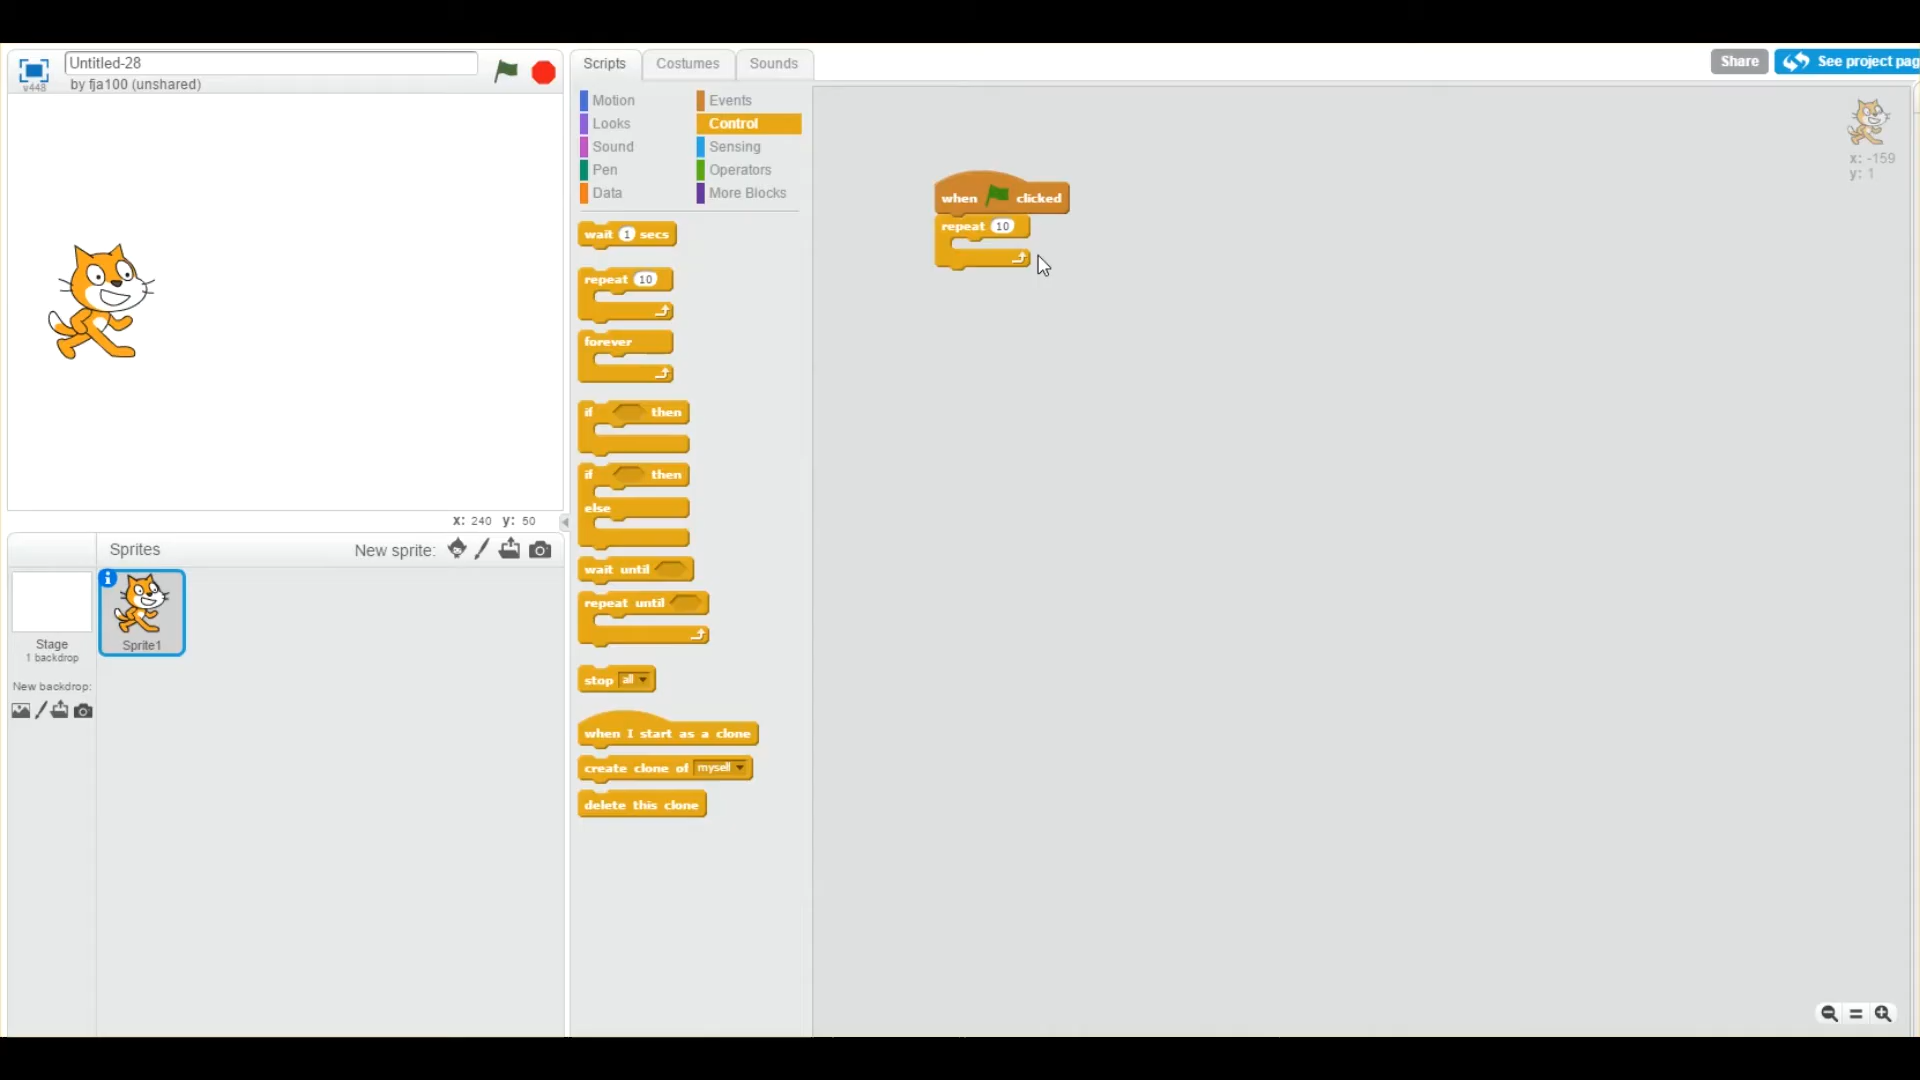 Untitled-28
by fja100 (unshared)
v448
Scripts
Costumes
Sounds
Share
See project pag
Motion
Looks
Sound
Pen
Data
Events
Control
Sensing
Operators
More Blocks
wait 1 secs
repeat 10
forever
if then
if then
else
wait until
repeat until
stop all
when I start as a clone
create clone of myself
delete this clone
when clicked
repeat 10
x: -159
y: 1
x: 240 y: 50
Sprites
New sprite:
Sprite1
Stage
1 backdrop
New backdrop: